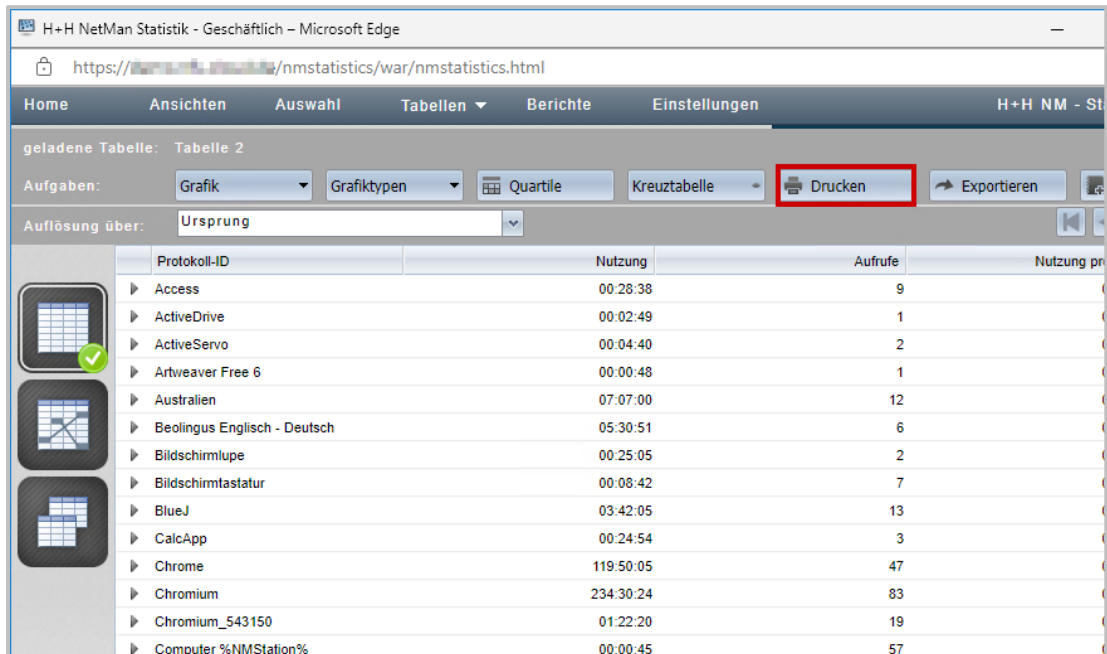 H+H NetMan Statistik - Geschäftlich – Microsoft Edge
https:// /nmstatistics/war/nmstatistics.html
Home Ansichten Auswahl Tabellen Berichte Einstellungen H+H NM - St
geladene Tabelle: Tabelle 2
Aufgaben: Grafik Grafiktypen Quartile Kreuztabelle Drucken Exportieren
Auflösung über: Ursprung
Protokoll-ID Nutzung Aufrufe Nutzung pr
Access 00:28:38 9
ActiveDrive 00:02:49 1
ActiveServo 00:04:40 2
Artweaver Free 6 00:00:48 1
Australien 07:07:00 12
Beolingus Englisch - Deutsch 05:30:51 6
Bildschirmlupe 00:25:05 2
Bildschirmtastatur 00:08:42 7
BlueJ 03:42:05 13
CalcApp 00:24:54 3
Chrome 119:50:05 47
Chromium 234:30:24 83
Chromium_543150 01:22:20 19
Computer %NMStation% 00:00:45 57